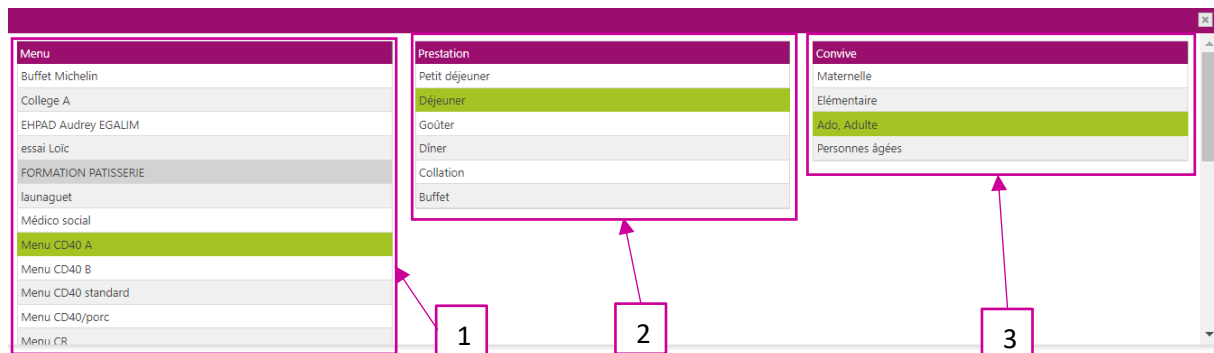 Menu
Buffet Michelin
College A
EHPAD Audrey EGALIM
essai Loïc
FORMATION PATISSERIE
launaguet
Médico social
Menu CD40 A
Menu CD40 B
Menu CD40 standard
Menu CD40/porc
Menu CR
Prestation
Petit déjeuner
Déjeuner
Goûter
Dîner
Collation
Buffet
Convive
Maternelle
Elémentaire
Ado, Adulte
Personnes âgées
1
2
3